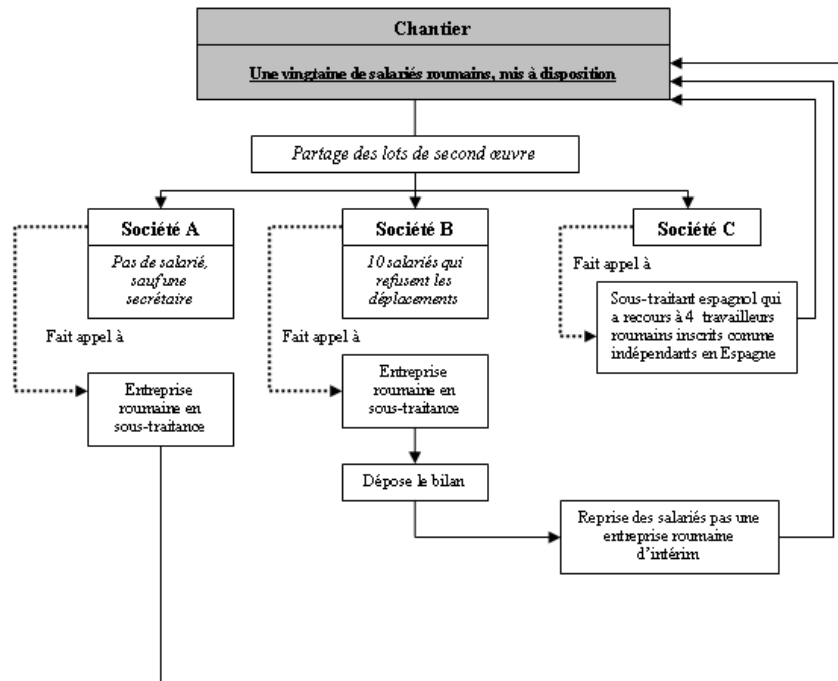 Chantier
Une vingtaine de salariés roumains, mis à disposition
Partage des lots de second œuvre
Société A
Pas de salarié,
sauf une
secrétaire
Fait appel à
Entreprise
roumaine en
sous-traitance
Société B
10 salariés qui
refusent les
déplacements
Fait appel à
Entreprise
roumaine en
sous-traitance
Dépose le bilan
Reprise des salariés pas une
entreprise roumaine
d'intérim
Société C
Fait appel à
Sous-traitant espagnol qui
a recours à 4 travailleurs
roumains inscrits comme
indépendants en Espagne